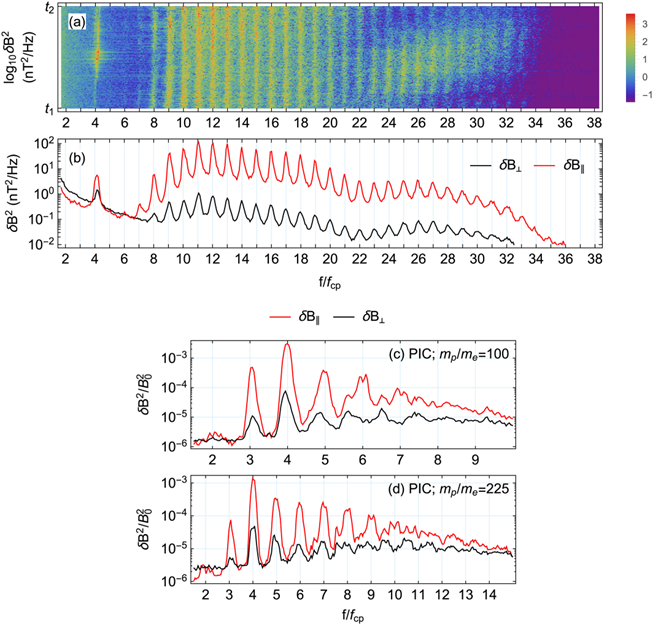 t₂
(a)
log₁₀δB²
(nT²/Hz)
t₁
3
2
1
0
-1
2 4 6 8 10 12 14 16 18 20 22 24 26 28 30 32 34 36 38
(b)
δB⊥ δB∥
δB² (nT²/Hz)
10²
10¹
10⁰
10⁻¹
10⁻²
2 4 6 8 10 12 14 16 18 20 22 24 26 28 30 32 34 36 38
f/fcp
δB∥ δB⊥
(c) PIC; mp/me=100
δB²/B₀²
10⁻³
10⁻⁴
10⁻⁵
10⁻⁶
2 3 4 5 6 7 8 9
(d) PIC; mp/me=225
δB²/B₀²
10⁻³
10⁻⁴
10⁻⁵
10⁻⁶
2 3 4 5 6 7 8 9 10 11 12 13 14
f/fcp